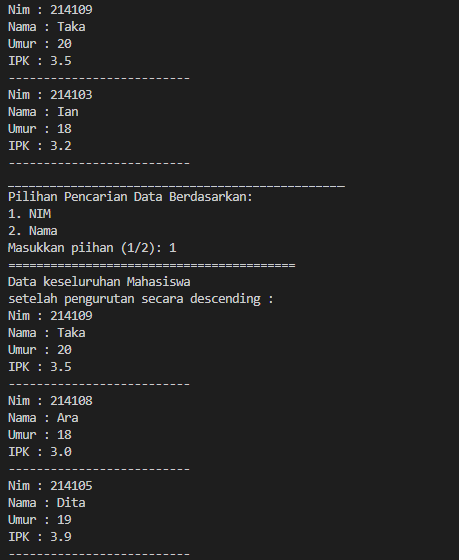 Nim : 214109
Nama : Taka
Umur : 20
IPK : 3.5
--------------------------
Nim : 214103
Nama : Ian
Umur : 18
IPK : 3.2
--------------------------
________________________________________________
Pilihan Pencarian Data Berdasarkan:
1. NIM
2. Nama
Masukkan piihan (1/2): 1
=========================================
Data keseluruhan Mahasiswa
setelah pengurutan secara descending :
Nim : 214109
Nama : Taka
Umur : 20
IPK : 3.5
--------------------------
Nim : 214108
Nama : Ara
Umur : 18
IPK : 3.0
--------------------------
Nim : 214105
Nama : Dita
Umur : 19
IPK : 3.9
--------------------------